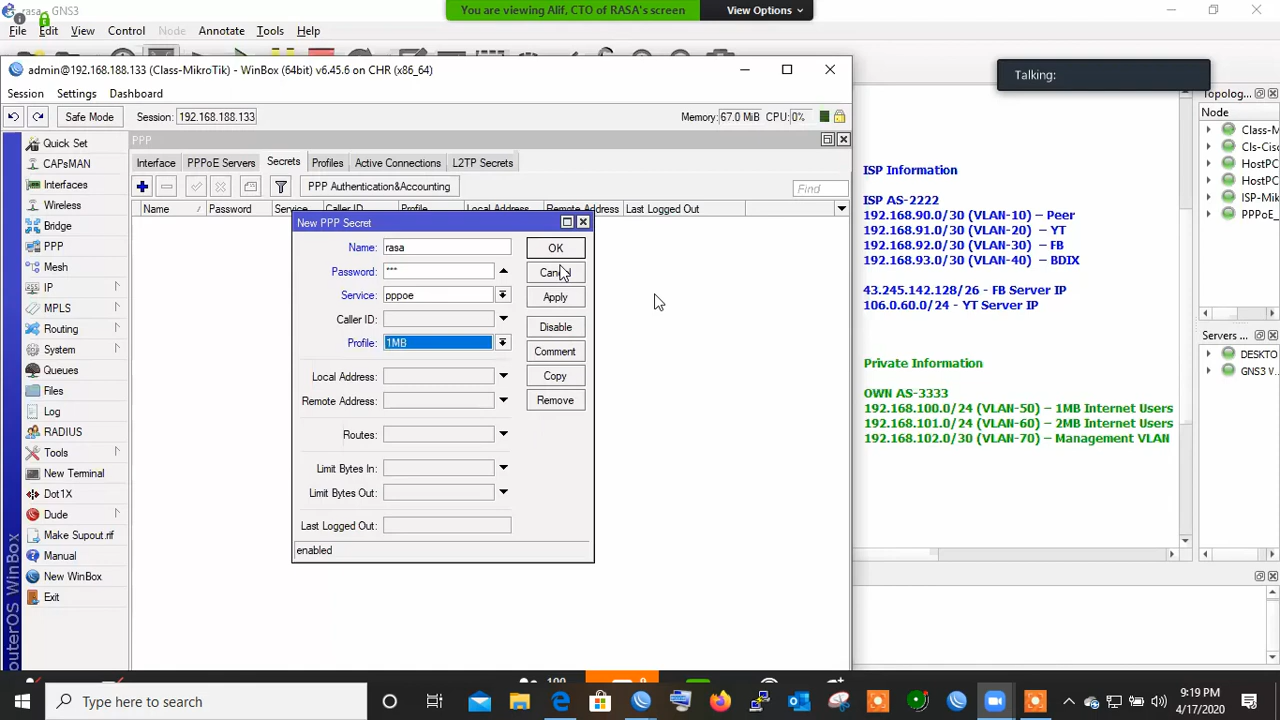 rasa - GNS3
You are viewing Alif, CTO of RASA's screen
View Options
File Edit View Control Node Annotate Tools Help
admin@192.168.188.133 (Class-MikroTik) - WinBox (64bit) v6.45.6 on CHR (x86_64)
Talking:
Session Settings Dashboard
Safe Mode Session: 192.168.188.133 Memory: 67.0 MiB CPU: 0%
PPP
Interface PPPoE Servers Secrets Profiles Active Connections L2TP Secrets
PPP Authentication&Accounting
Find
Name / Password Service Caller ID Profile Local Address Remote Address Last Logged Out
Quick Set
CAPsMAN
Interfaces
Wireless
Bridge
PPP
Mesh
IP
MPLS
Routing
System
Queues
Files
Log
RADIUS
Tools
New Terminal
Dot1X
Dude
Make Supout.rif
Manual
New WinBox
Exit
RouterOS WinBox
New PPP Secret
Name: rasa
Password: ***
Service: pppoe
Caller ID:
Profile: 1MB
Local Address:
Remote Address:
Routes:
Limit Bytes In:
Limit Bytes Out:
Last Logged Out:
enabled
OK
Cancel
Apply
Disable
Comment
Copy
Remove
ISP Information
ISP AS-2222
192.168.90.0/30 (VLAN-10) – Peer
192.168.91.0/30 (VLAN-20) – YT
192.168.92.0/30 (VLAN-30) – FB
192.168.93.0/30 (VLAN-40) – BDIX
43.245.142.128/26 - FB Server IP
106.0.60.0/24 - YT Server IP
Private Information
OWN AS-3333
192.168.100.0/24 (VLAN-50) – 1MB Internet Users
192.168.101.0/24 (VLAN-60) – 2MB Internet Users
192.168.102.0/30 (VLAN-70) – Management VLAN
Topolog...
Node
Class-M
Cls-Cisco
HostPC
HostPC
PPPoE_
Servers ...
DESKTO
GNS3 V...
Type here to search
9:19 PM
4/17/2020